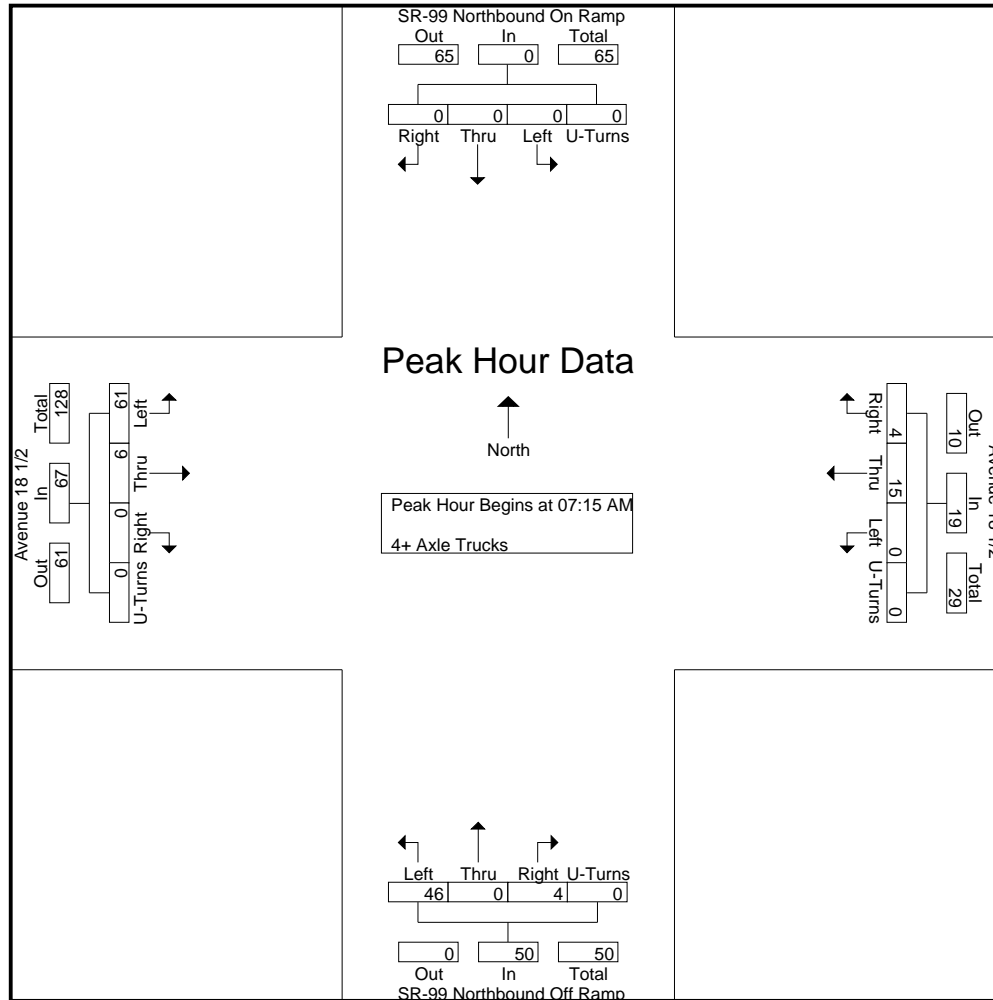 SR-99 Northbound On Ramp
Out In Total
65 0 65
0 0 0 0
Right Thru Left U-Turns
Peak Hour Data
North
Peak Hour Begins at 07:15 AM
4+ Axle Trucks
Avenue 18 1/2
Out In Total
61 67 128
0 0 6 61
U-Turns Right Thru Left
Out In Total
10 19 29
4 15 0 0
Right Thru Left U-Turns
Left Thru Right U-Turns
46 0 4 0
0 50 50
Out In Total
SR-99 Northbound Off Ramp